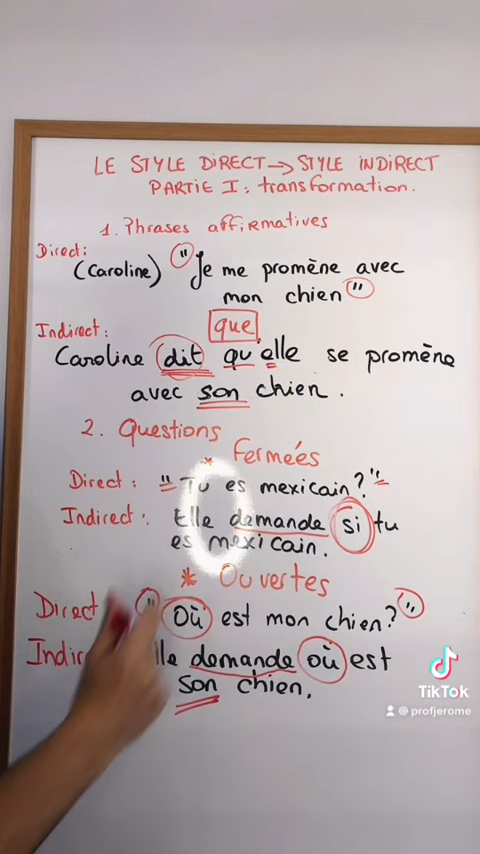 LE STYLE DIRECT → STYLE INDIRECT
PARTIE I : transformation.
1. Phrases affirmatives
Direct:
(Caroline) "Je me promène avec
mon chien"
Indirect:
que
Caroline dit qu'elle se promène
avec son chien.
2. Questions
* Fermées
Direct: "Tu es mexicain?"
Indirect: Elle demande si tu
es mexicain.
* Ouvertes
Direct " Où est mon chien?"
demande où est
son chien.
TikTok
@profjerome